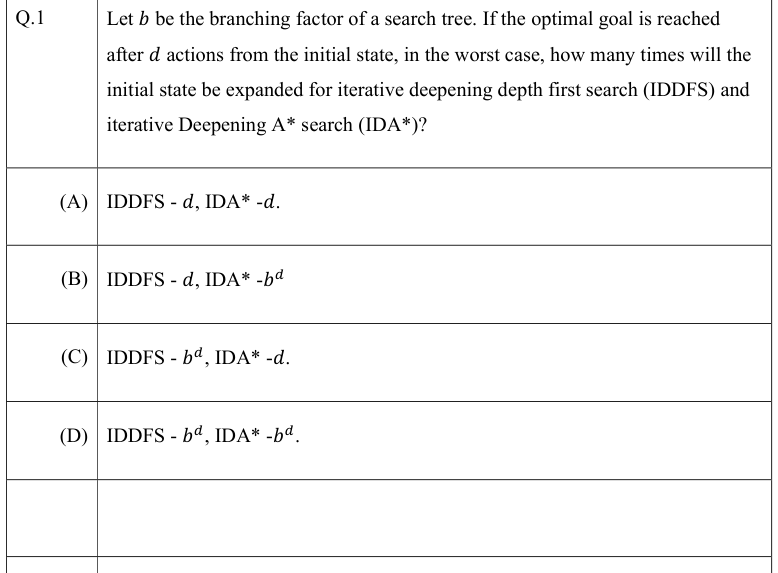 Q.1 Let b be the branching factor of a search tree. If the optimal goal is reached
after d actions from the initial state, in the worst case, how many times will the
initial state be expanded for iterative deepening depth first search (IDDFS) and
iterative Deepening A* search (IDA*)?
(A) IDDFS - d, IDA* -d.
(B) IDDFS - d, IDA* -b^d
(C) IDDFS - b^d, IDA* -d.
(D) IDDFS - b^d, IDA* -b^d.